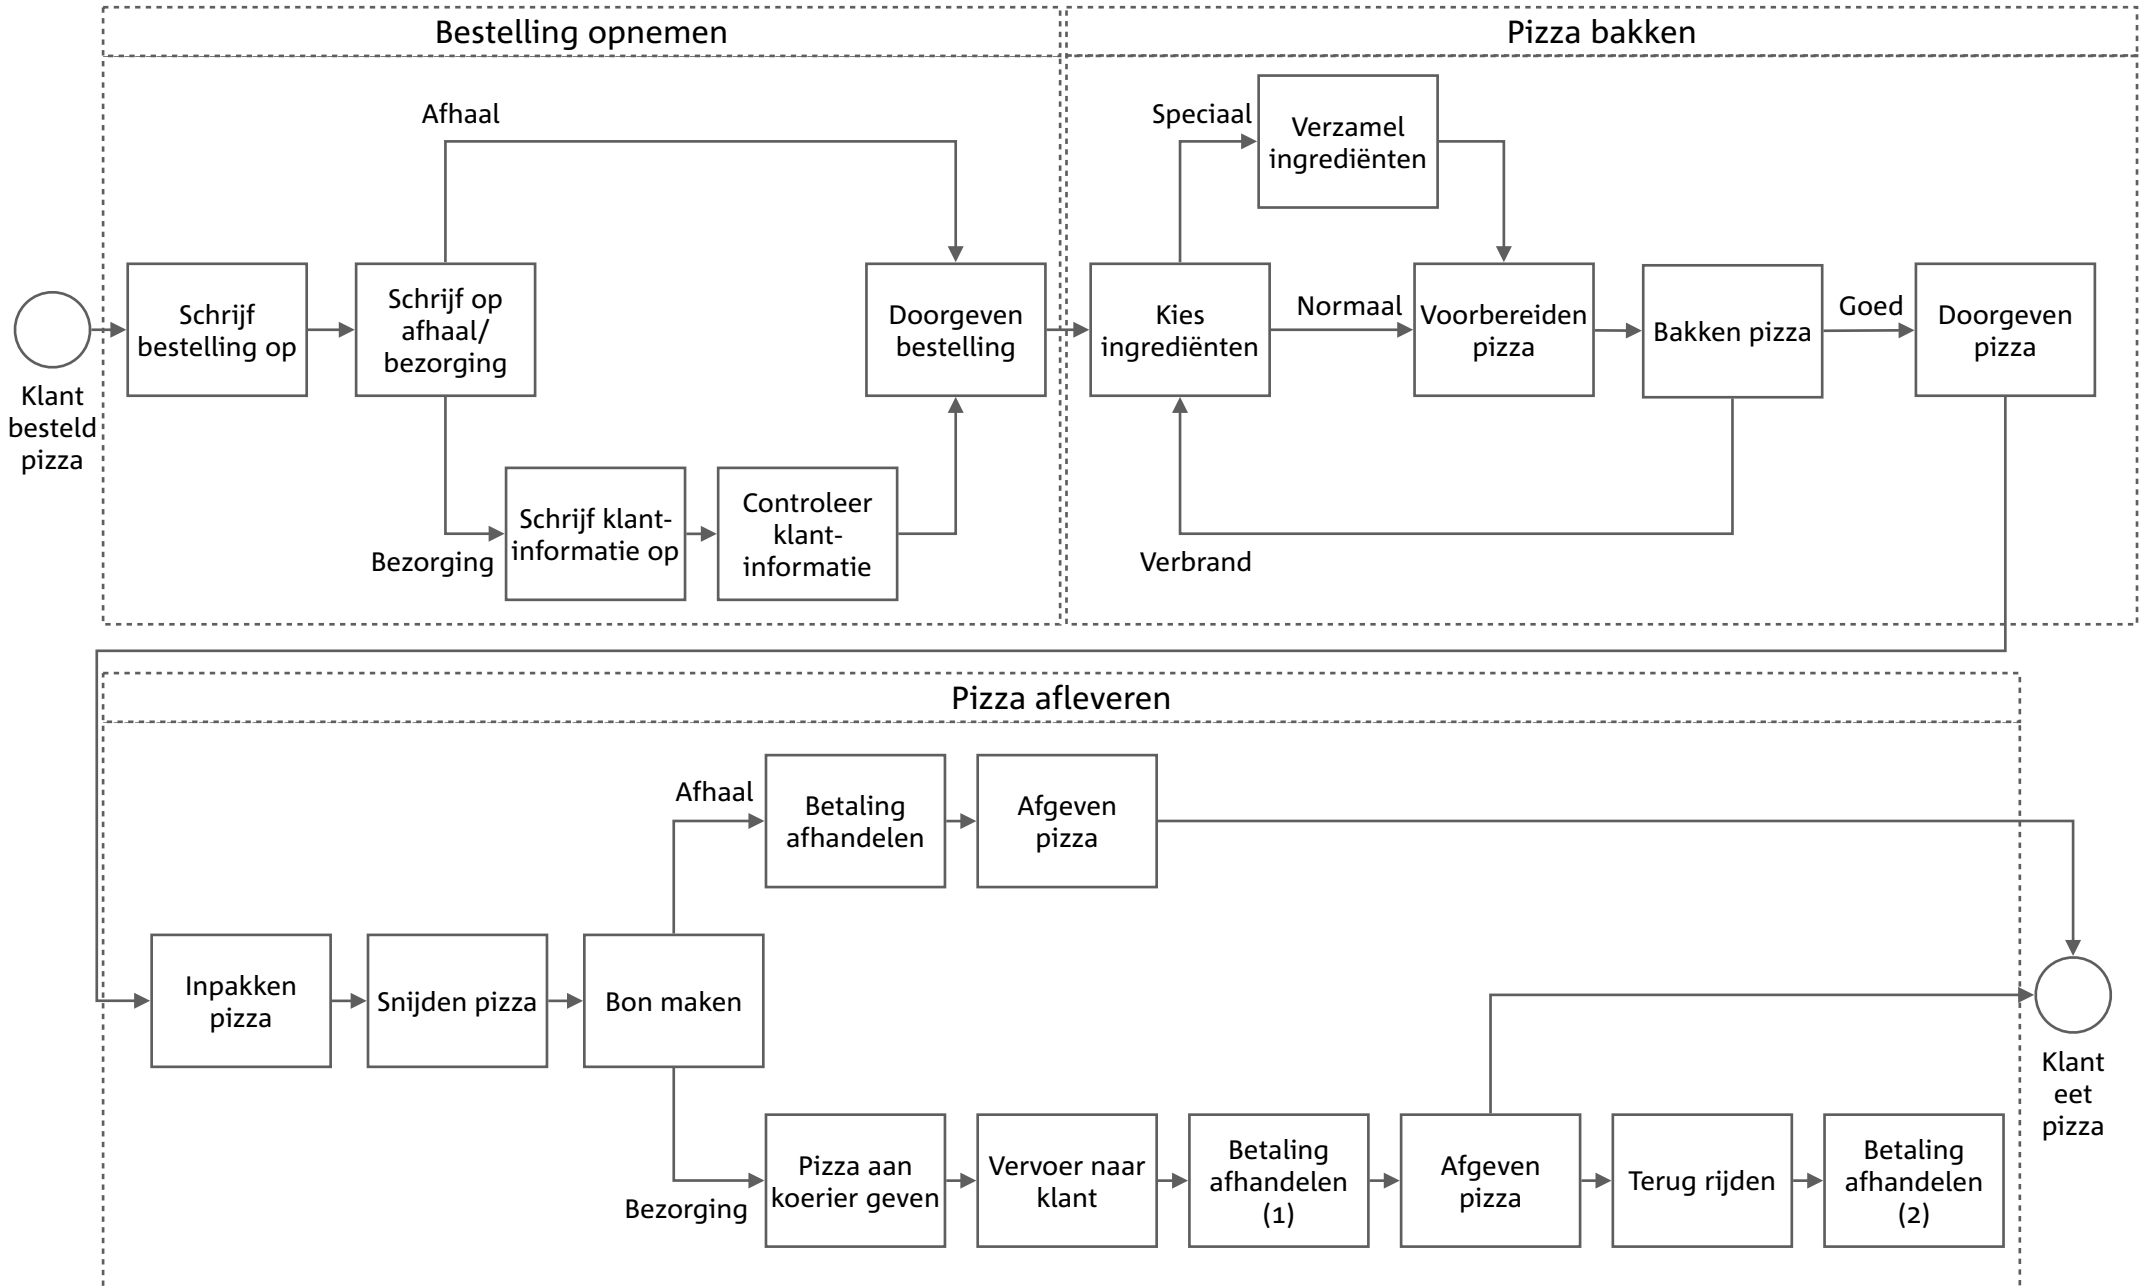 Bestelling opnemen
Pizza bakken
Afhaal
Speciaal
Verzamel
ingrediënten
Klant
besteld
pizza
Schrijf
bestelling op
Schrijf op
afhaal/
bezorging
Doorgeven
bestelling
Kies
ingrediënten
Normaal
Voorbereiden
pizza
Bakken pizza
Goed
Doorgeven
pizza
Bezorging
Schrijf klant-
informatie op
Controleer
klant-
informatie
Verbrand
Pizza afleveren
Afhaal
Betaling
afhandelen
Afgeven
pizza
Inpakken
pizza
Snijden pizza
Bon maken
Klant
eet
pizza
Bezorging
Pizza aan
koerier geven
Vervoer naar
klant
Betaling
afhandelen
(1)
Afgeven
pizza
Terug rijden
Betaling
afhandelen
(2)